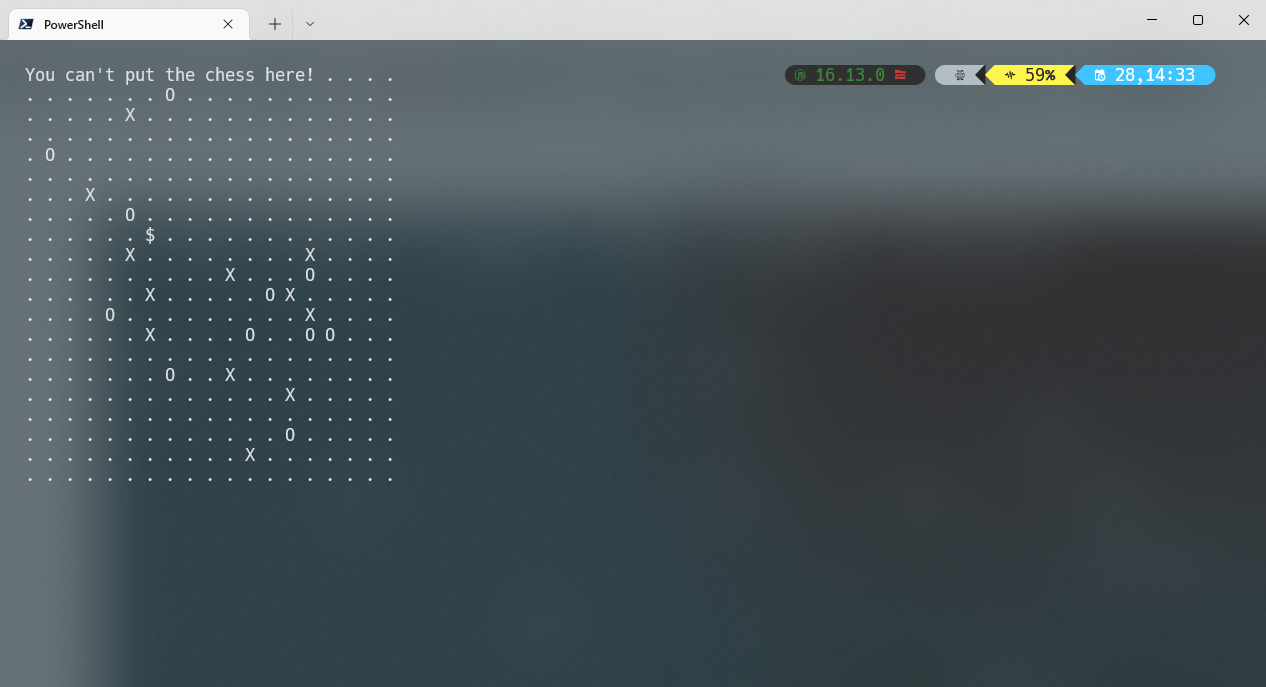 PowerShell
You can't put the chess here! . . . . 16.13.0 59% 28,14:33
. . . . . . . O . . . . . . . . . . .
. . . . . X . . . . . . . . . . . . .
. . . . . . . . . . . . . . . . . . .
. O . . . . . . . . . . . . . . . . .
. . . . . . . . . . . . . . . . . . .
. . . X . . . . . . . . . . . . . . .
. . . . . O . . . . . . . . . . . . .
. . . . . . $ . . . . . . . . . . . .
. . . . . X . . . . . . . . X . . . .
. . . . . . . . . . X . . . O . . . .
. . . . . . X . . . . . O X . . . . .
. . . . O . . . . . . . . . X . . . .
. . . . . . X . . . . O . . O O . . .
. . . . . . . . . . . . . . . . . . .
. . . . . . . O . . X . . . . . . . .
. . . . . . . . . . . . . X . . . . .
. . . . . . . . . . . . . . . . . . .
. . . . . . . . . . . . . O . . . . .
. . . . . . . . . . . X . . . . . . .
. . . . . . . . . . . . . . . . . . .